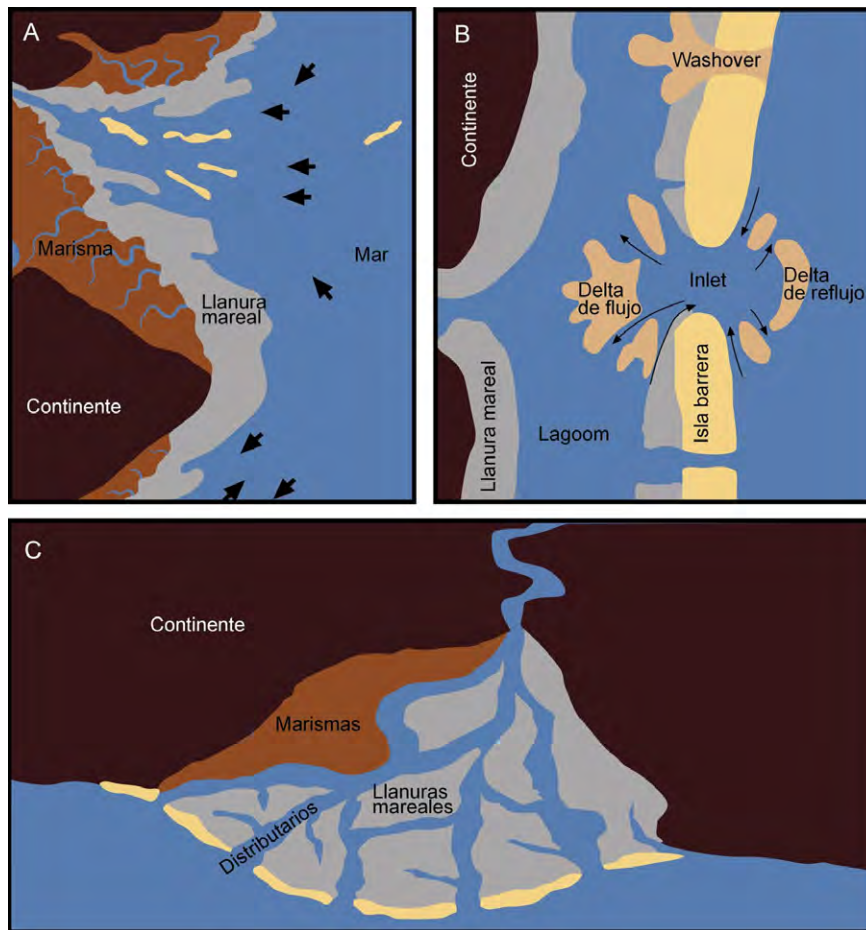 A
Marisma
Mar
Llanura
mareal
Continente
B
Washover
Continente
Inlet
Delta
de flujo
Delta
de reflujo
Isla barrera
Llanura mareal
Lagoom
C
Continente
Marismas
Llanuras
mareales
Distributarios